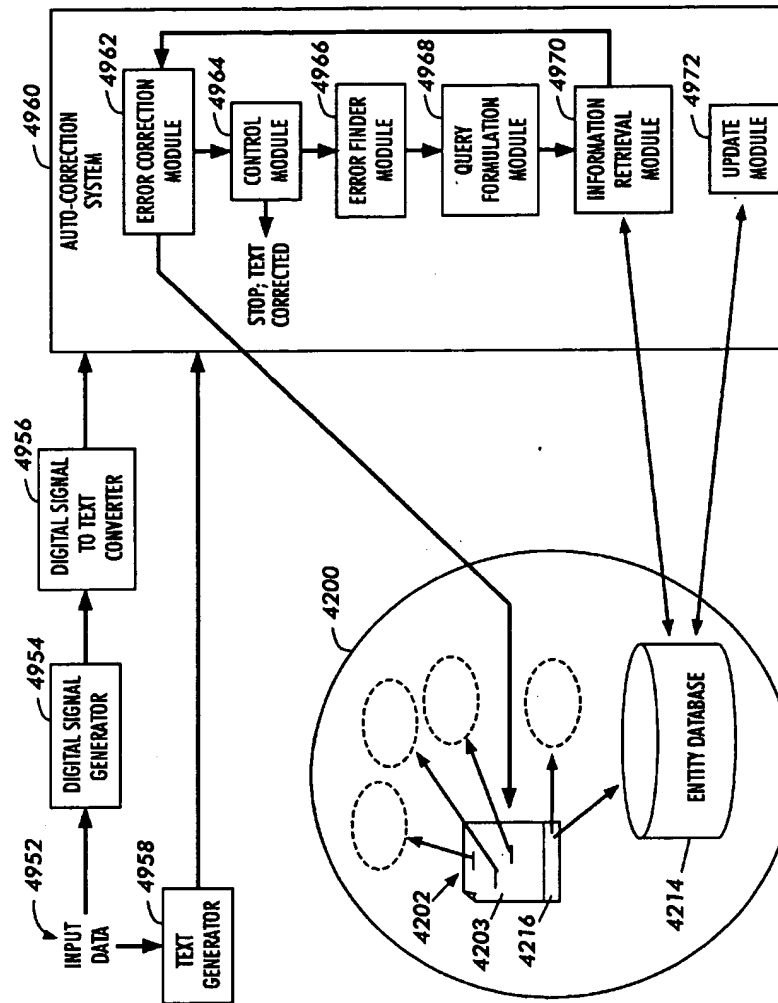 4952
INPUT
DATA
4954
DIGITAL SIGNAL
GENERATOR
4956
DIGITAL SIGNAL
TO TEXT
CONVERTER
4958
TEXT
GENERATOR
4960
AUTO-CORRECTION
SYSTEM
4962
ERROR CORRECTION
MODULE
4964
CONTROL
MODULE
STOP; TEXT
CORRECTED
4966
ERROR FINDER
MODULE
4968
QUERY
FORMULATION
MODULE
4970
INFORMATION
RETRIEVAL
MODULE
4972
UPDATE
MODULE
4200
4202
4203
4216
ENTITY DATABASE
4214